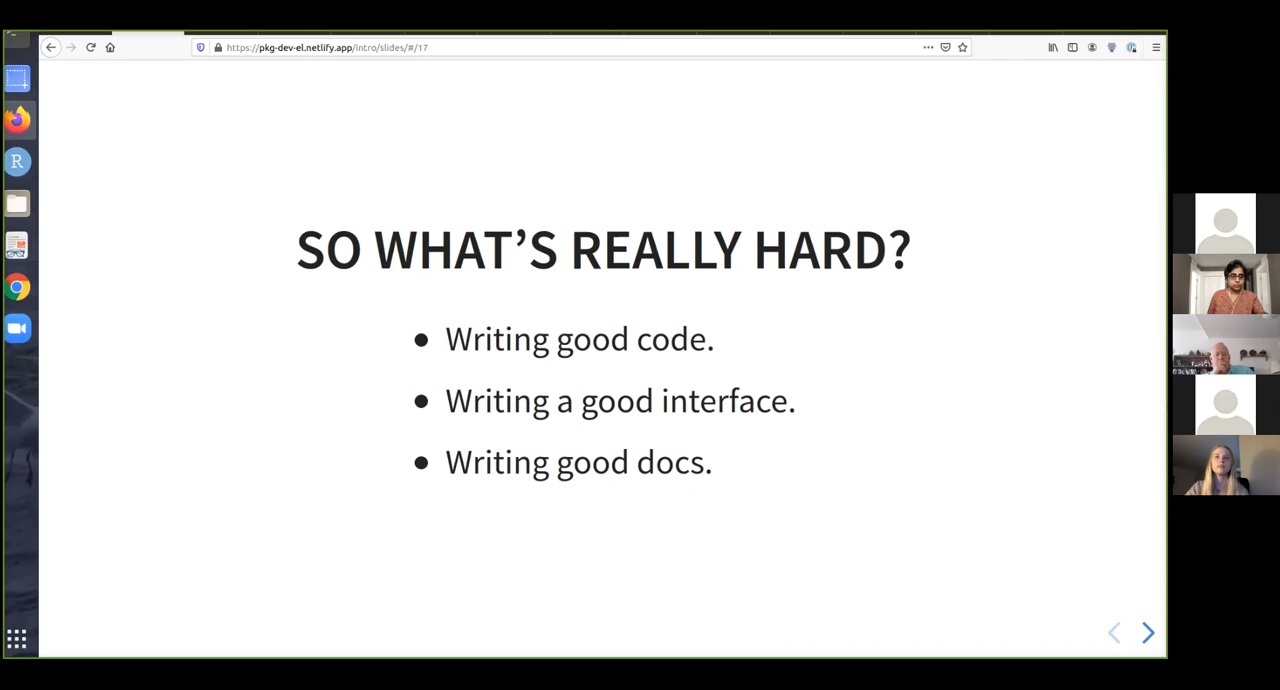 https://pkg-dev-el.netlify.app/intro/slides/#/17
R
SO WHAT’S REALLY HARD?
Writing good code.
Writing a good interface.
Writing good docs.